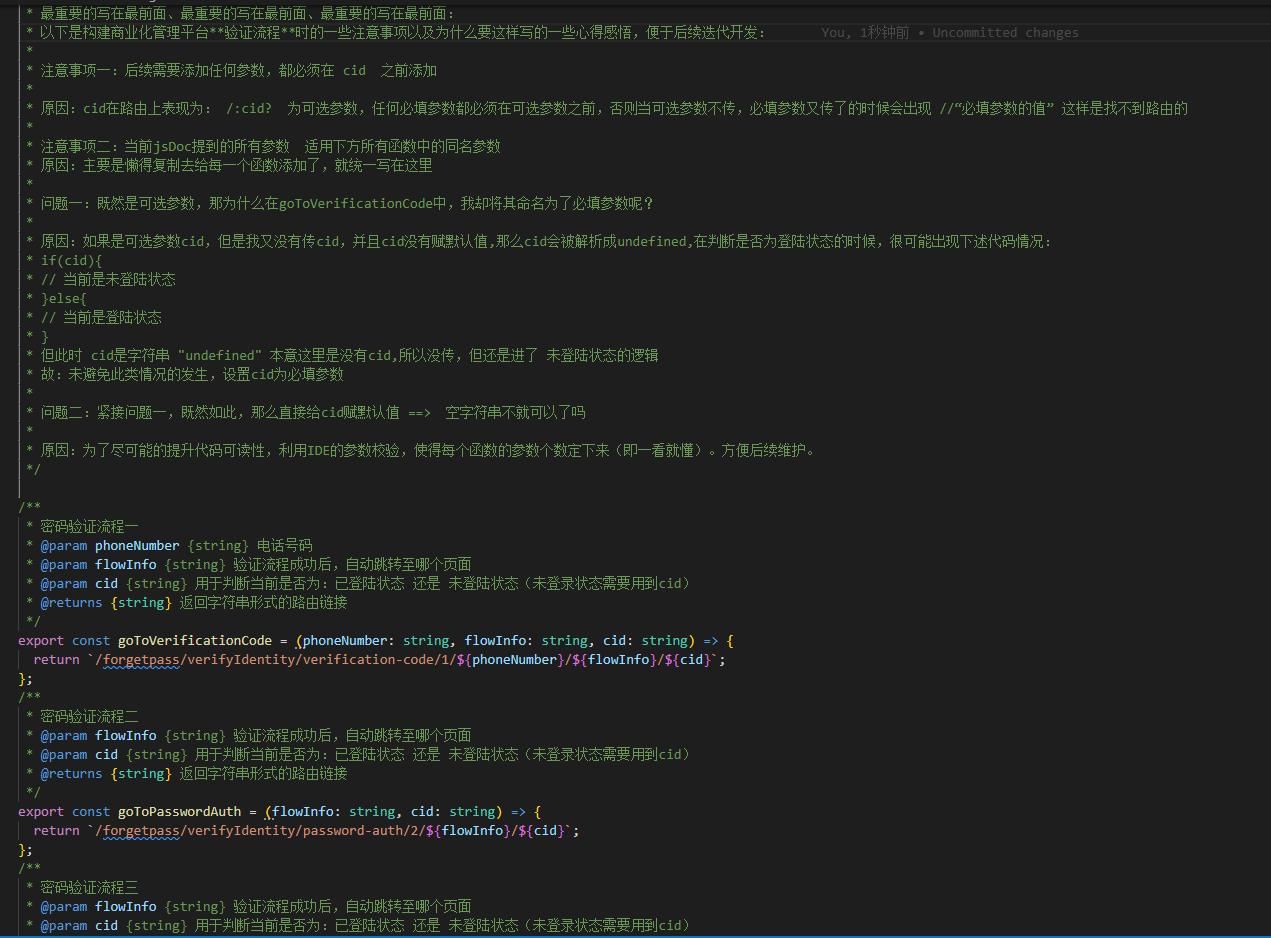 * 最重要的写在最前面、最重要的写在最前面、最重要的写在最前面：
* 以下是构建商业化管理平台**验证流程**时的一些注意事项以及为什么要这样写的一些心得感悟，便于后续迭代开发： You, 1秒钟前 • Uncommitted changes
*
* 注意事项一：后续需要添加任何参数，都必须在 cid 之前添加
*
* 原因：cid在路由上表现为： /:cid? 为可选参数，任何必填参数都必须在可选参数之前，否则当可选参数不传，必填参数又传了的时候会出现 //“必填参数的值” 这样是找不到路由的
*
* 注意事项二：当前jsDoc提到的所有参数 适用下方所有函数中的同名参数
* 原因：主要是懒得复制去给每一个函数添加了，就统一写在这里
*
* 问题一：既然是可选参数，那为什么在goToVerificationCode中，我却将其命名为了必填参数呢？
*
* 原因：如果是可选参数cid，但是我又没有传cid，并且cid没有赋默认值,那么cid会被解析成undefined,在判断是否为登陆状态的时候，很可能出现下述代码情况：
* if(cid){
* // 当前是未登陆状态
* }else{
* // 当前是登陆状态
* }
* 但此时 cid是字符串 "undefined" 本意这里是没有cid,所以没传，但还是进了 未登陆状态的逻辑
* 故：未避免此类情况的发生，设置cid为必填参数
*
* 问题二：紧接问题一，既然如此，那么直接给cid赋默认值 ==> 空字符串不就可以了吗
*
* 原因：为了尽可能的提升代码可读性，利用IDE的参数校验，使得每个函数的参数个数定下来（即一看就懂）。方便后续维护。
*/
/**
* 密码验证流程一
* @param phoneNumber {string} 电话号码
* @param flowInfo {string} 验证流程成功后，自动跳转至哪个页面
* @param cid {string} 用于判断当前是否为：已登陆状态 还是 未登陆状态（未登录状态需要用到cid）
* @returns {string} 返回字符串形式的路由链接
*/
export const goToVerificationCode = (phoneNumber: string, flowInfo: string, cid: string) => {
return `/forgetpass/verifyIdentity/verification-code/1/${phoneNumber}/${flowInfo}/${cid}`;
};
/**
* 密码验证流程二
* @param flowInfo {string} 验证流程成功后，自动跳转至哪个页面
* @param cid {string} 用于判断当前是否为：已登陆状态 还是 未登陆状态（未登录状态需要用到cid）
* @returns {string} 返回字符串形式的路由链接
*/
export const goToPasswordAuth = (flowInfo: string, cid: string) => {
return `/forgetpass/verifyIdentity/password-auth/2/${flowInfo}/${cid}`;
};
/**
* 密码验证流程三
* @param flowInfo {string} 验证流程成功后，自动跳转至哪个页面
* @param cid {string} 用于判断当前是否为：已登陆状态 还是 未登陆状态（未登录状态需要用到cid）